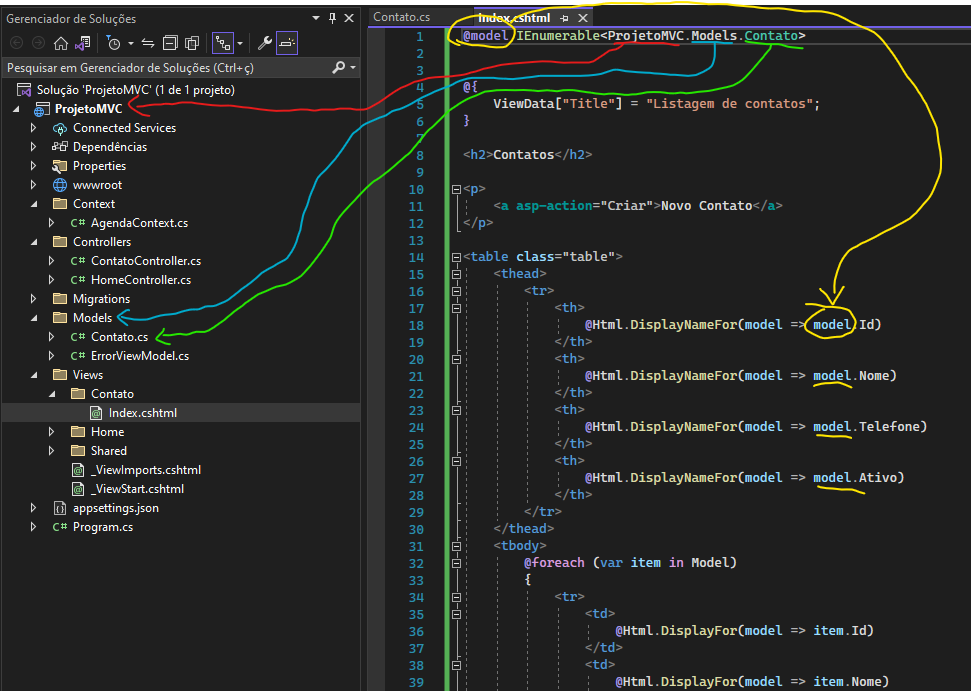 Gerenciador de Soluções
Pesquisar em Gerenciador de Soluções (Ctrl+ç)
Solução 'ProjetoMVC' (1 de 1 projeto)
ProjetoMVC
Connected Services
Dependências
Properties
wwwroot
Context
C# AgendaContext.cs
Controllers
C# ContatoController.cs
C# HomeController.cs
Migrations
Models
C# Contato.cs
C# ErrorViewModel.cs
Views
Contato
Index.cshtml
Home
Shared
_ViewImports.cshtml
_ViewStart.cshtml
appsettings.json
C# Program.cs
Contato.cs Index.cshtml
1 @model IEnumerable<ProjetoMVC.Models.Contato>
2
3
4 @{
5 ViewData["Title"] = "Listagem de contatos";
6 }
7
8 <h2>Contatos</h2>
9
10 <p>
11 <a asp-action="Criar">Novo Contato</a>
12 </p>
13
14 <table class="table">
15 <thead>
16 <tr>
17 <th>
18 @Html.DisplayNameFor(model => model.Id)
19 </th>
20 <th>
21 @Html.DisplayNameFor(model => model.Nome)
22 </th>
23 <th>
24 @Html.DisplayNameFor(model => model.Telefone)
25 </th>
26 <th>
27 @Html.DisplayNameFor(model => model.Ativo)
28 </th>
29 </tr>
30 </thead>
31 <tbody>
32 @foreach (var item in Model)
33 {
34 <tr>
35 <td>
36 @Html.DisplayFor(model => item.Id)
37 </td>
38 <td>
39 @Html.DisplayFor(model => item.Nome)